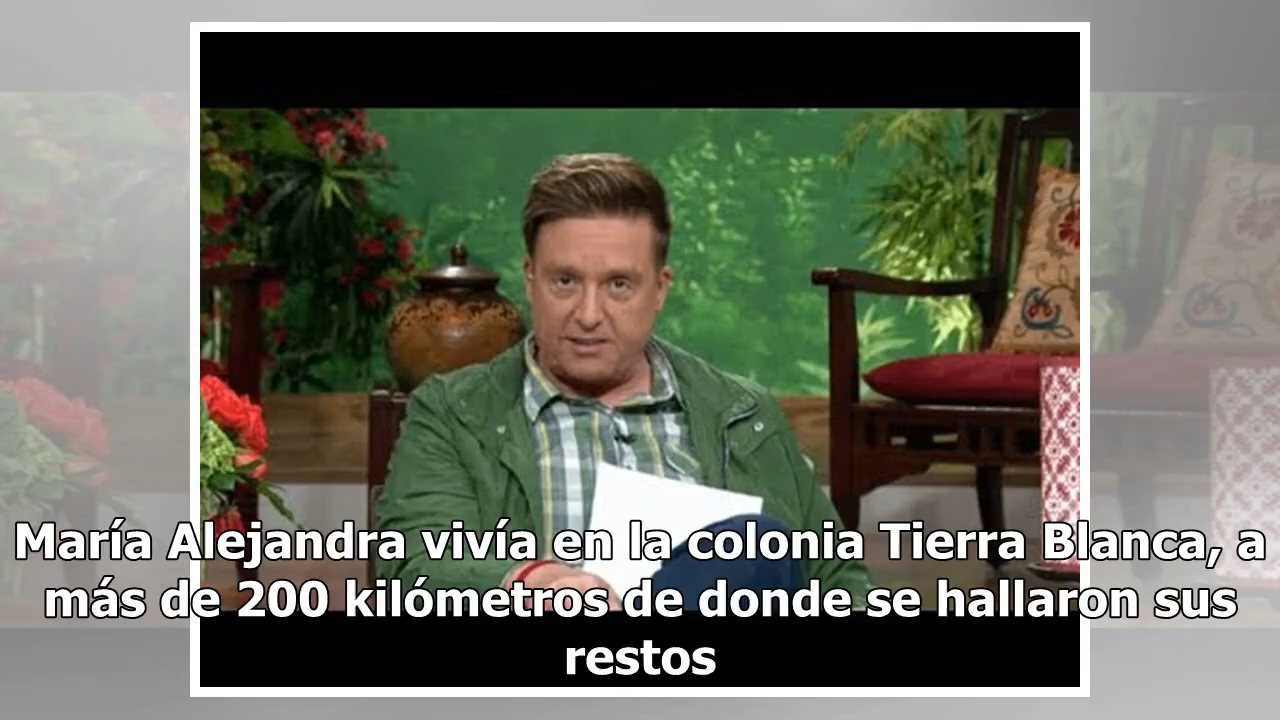 María Alejandra vivía en la colonia Tierra Blanca, a
más de 200 kilómetros de donde se hallaron sus
restos